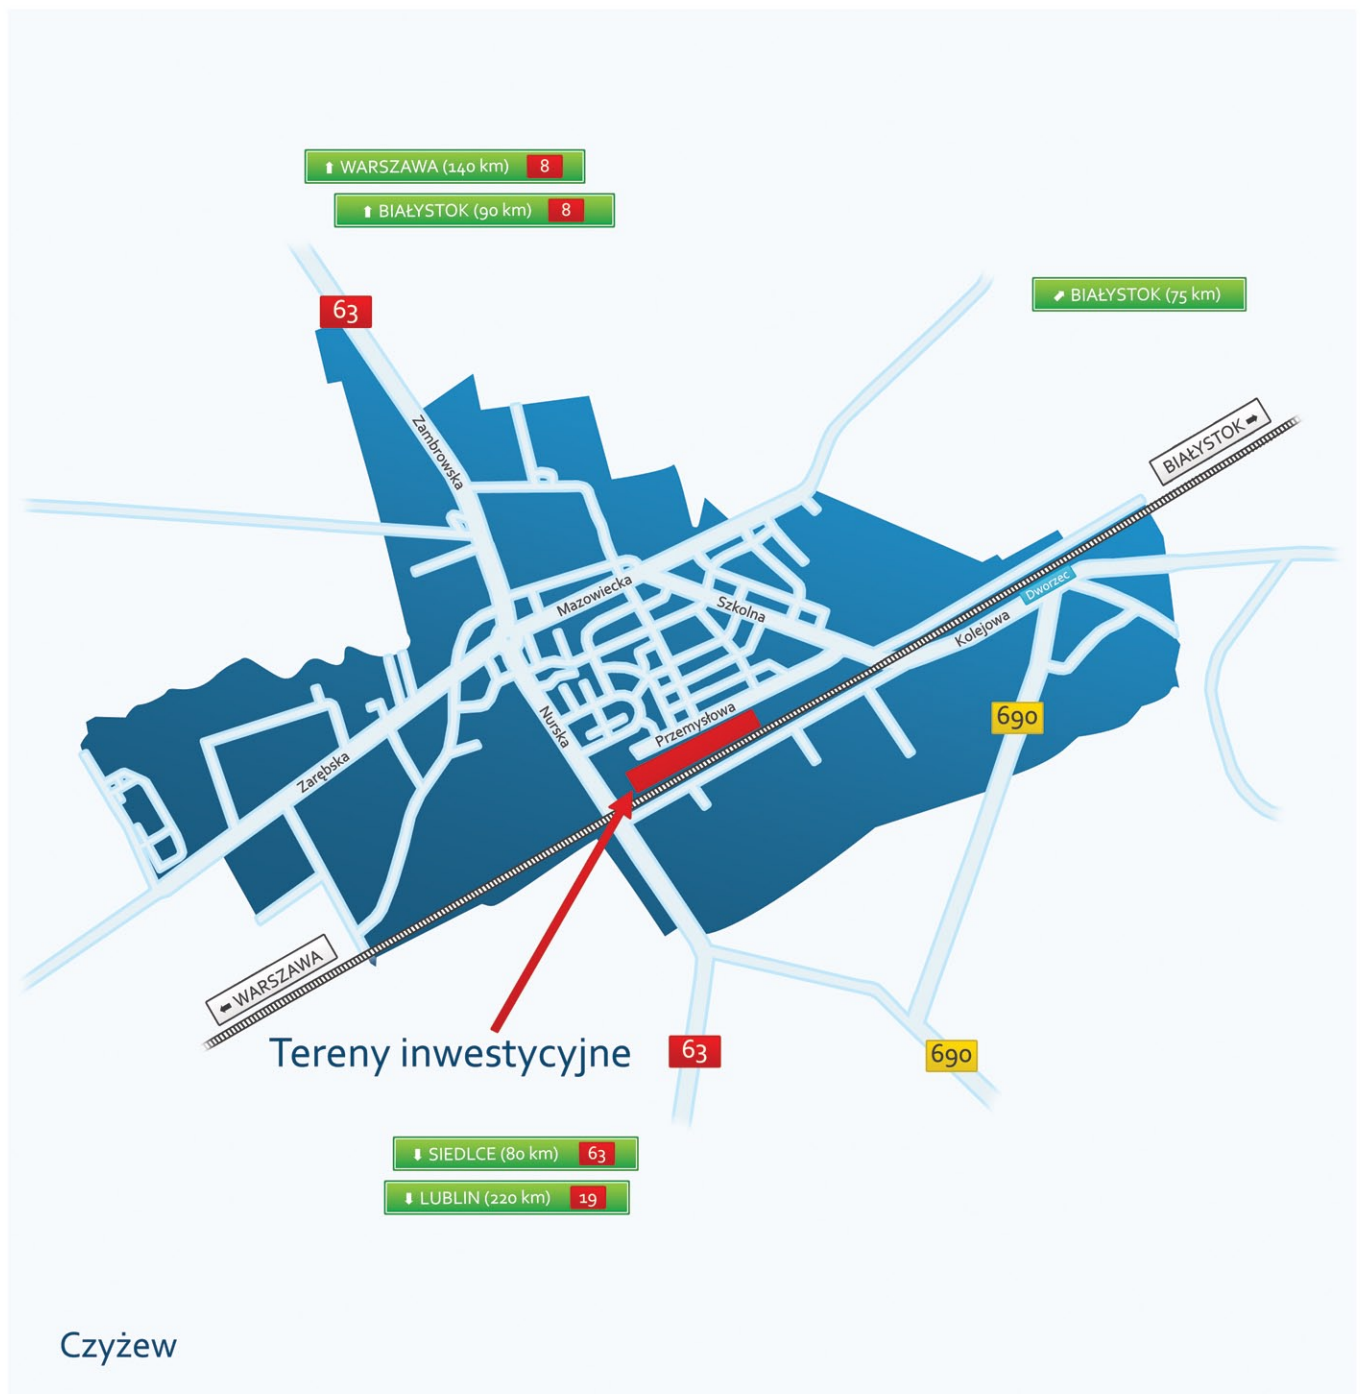 WARSZAWA (140 km) 8
BIAŁYSTOK (90 km) 8
BIAŁYSTOK (75 km)
63
Zambrowska
BIAŁYSTOK
Mazowiecka
Szkolna
Dworzec
Kolejowa
Nurska
Przemysłowa
690
Zarębska
WARSZAWA
Tereny inwestycyjne
63
690
SIEDLCE (80 km) 63
LUBLIN (220 km) 19
Czyżew